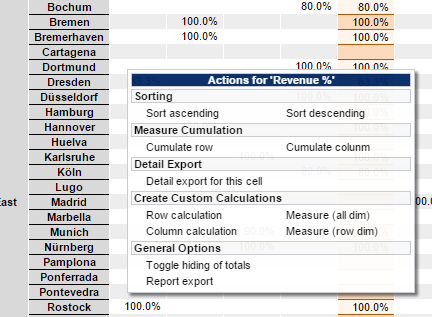 Bochum 80.0% 80.0%
Bremen 100.0% 100.0%
Bremerhaven 100.0% 100.0%
Cartagena
Dortmund 100.0% 100.0%
Dresden
Düsseldorf
Hamburg
Hannover
Huelva
Karlsruhe
Köln
Lugo
East Madrid 00.0
Marbella
Munich
Nürnberg
Pamplona
Ponferrada
Pontevedra
Rostock 100.0% 100.0%
Actions for 'Revenue %'
Sorting
Sort ascending Sort descending
Measure Cumulation
Cumulate row Cumulate colunm
Detail Export
Detail export for this cell
Create Custom Calculations
Row calculation Measure (all dim)
Column calculation Measure (row dim)
General Options
Toggle hiding of totals
Report export